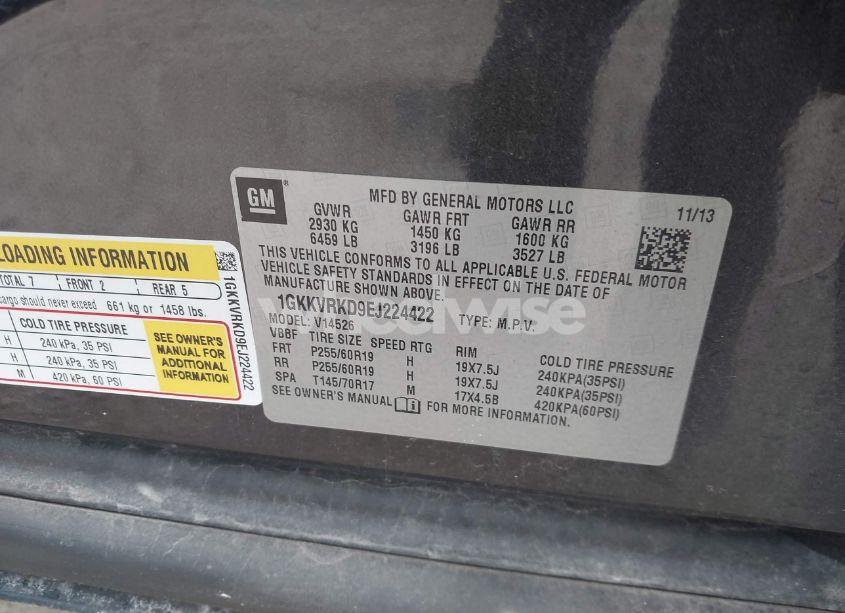 GM
®
MFD BY GENERAL MOTORS LLC
11/13
GVWR GAWR FRT GAWR RR
2930 KG 1450 KG 1600 KG
6459 LB 3196 LB 3527 LB
THIS VEHICLE CONFORMS TO ALL APPLICABLE U.S. FEDERAL MOTOR
VEHICLE SAFETY STANDARDS IN EFFECT ON THE DATE OF
MANUFACTURE SHOWN ABOVE.
1GKKVRKD9EJ224422
TYPE: M.P.V.
MODEL: V14526
VBBF TIRE SIZE SPEED RTG RIM COLD TIRE PRESSURE
FRT P255/60R19 H 19X7.5J 240KPA(35PSI)
RR P255/60R19 H 19X7.5J 240KPA(35PSI)
SPA T145/70R17 M 17X4.5B 420KPA(60PSI)
SEE OWNER'S MANUAL i FOR MORE INFORMATION.
LOADING INFORMATION
TOTAL 7 FRONT 2 REAR 5
cargo should never exceed 661 kg or 1458 lbs.
COLD TIRE PRESSURE
H 240 kPa, 35 PSI
H 240 kPa, 35 PSI
M 420 kPa, 60 PSI
SEE OWNER'S
MANUAL FOR
ADDITIONAL
INFORMATION
1GKKVRKD9EJ224422